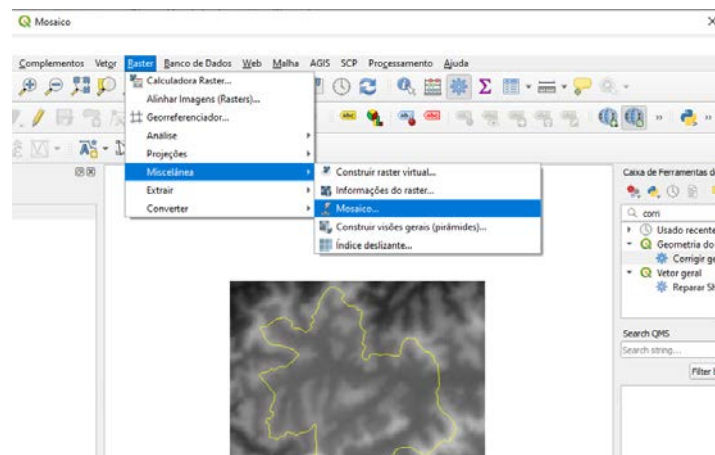 Mosaico
Complementos Vetor Raster Banco de Dados Web Malha AGIS SCP Processamento Ajuda
Calculadora Raster...
Alinhar Imagens (Rasters)...
Georreferenciador...
Análise
Projeções
Miscelânea
Extrair
Converter
Construir raster virtual...
Informações do raster...
Mosaico...
Construir visões gerais (pirâmides)...
Índice deslizante...
Caixa de Ferramentas d
corri
Usado recente
Geometria do
Corrigir ge
Vetor geral
Reparar SH
Search QMS
Search string...
Filter